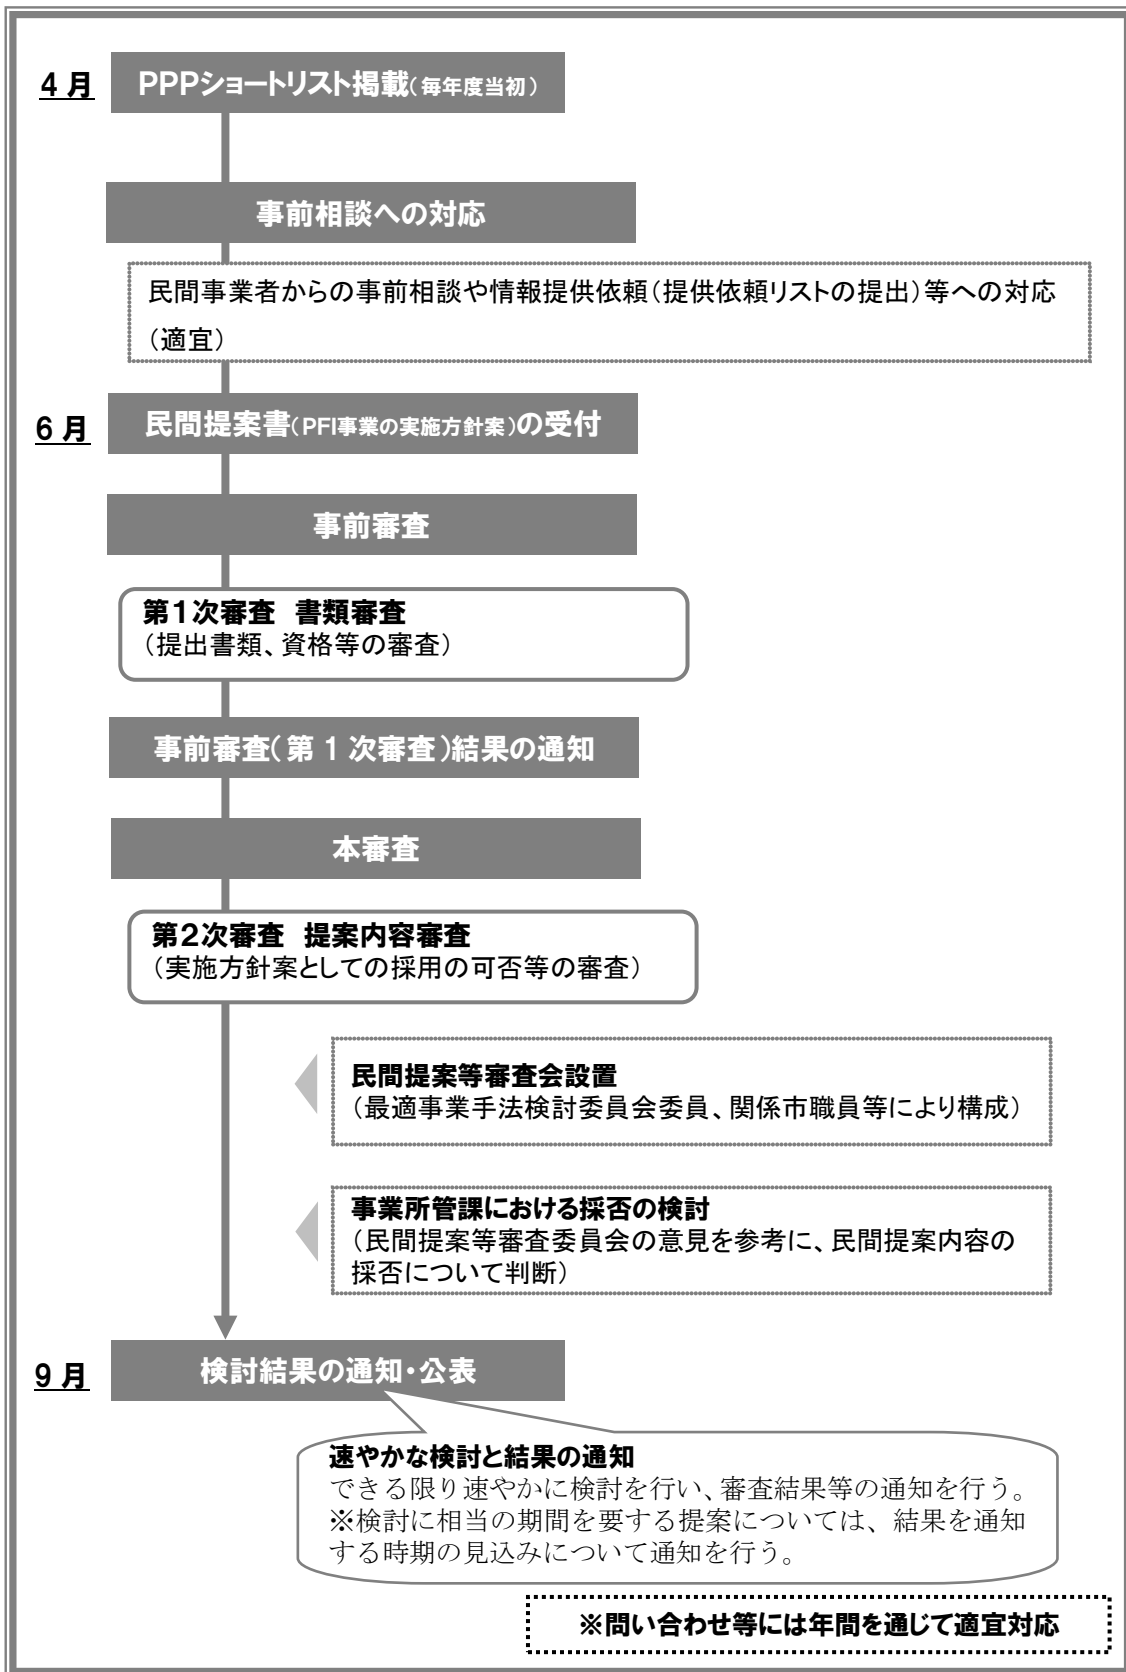 4月 PPPショートリスト掲載（毎年度当初）
事前相談への対応
民間事業者からの事前相談や情報提供依頼（提供依頼リストの提出）等への対応
（適宜）
6月 民間提案書（PFI事業の実施方針案）の受付
事前審査
第1次審査 書類審査
（提出書類、資格等の審査）
事前審査（第1次審査）結果の通知
本審査
第2次審査 提案内容審査
（実施方針案としての採用の可否等の審査）
民間提案等審査会設置
（最適事業手法検討委員会委員、関係市職員等により構成）
事業所管課における採否の検討
（民間提案等審査委員会の意見を参考に、民間提案内容の
採否について判断）
9月 検討結果の通知・公表
速やかな検討と結果の通知
できる限り速やかに検討を行い、審査結果等の通知を行う。
※検討に相当の期間を要する提案については、結果を通知
する時期の見込みについて通知を行う。
※問い合わせ等には年間を通じて適宜対応